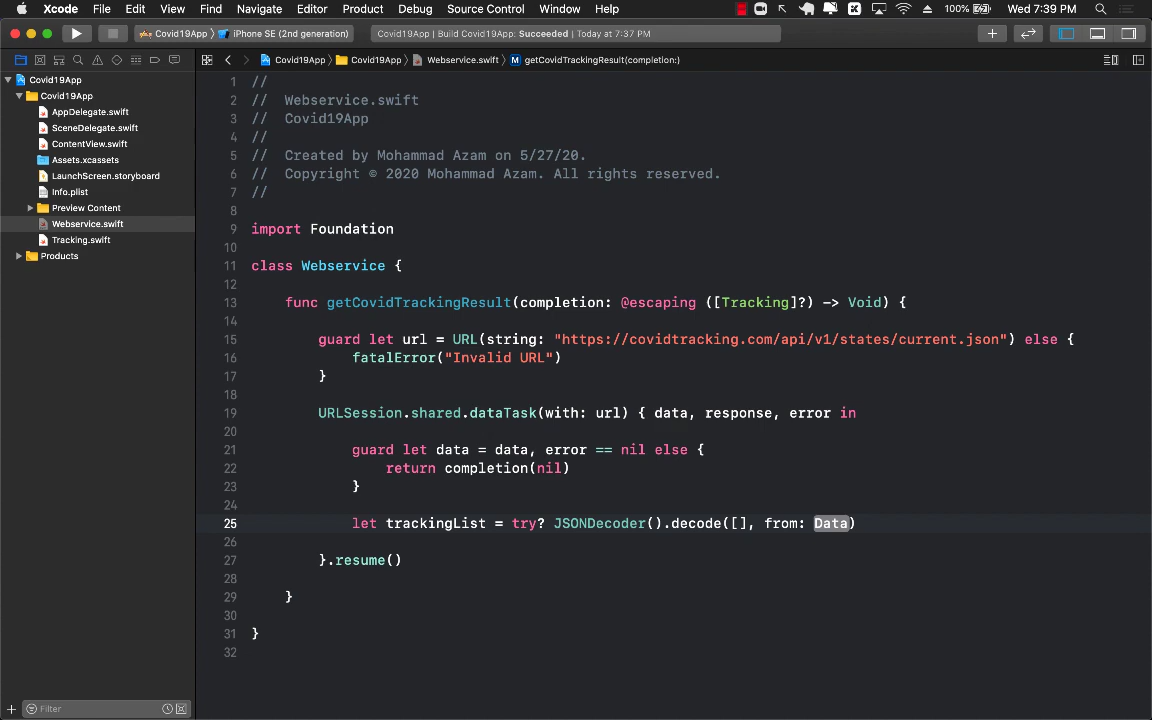 Xcode File Edit View Find Navigate Editor Product Debug Source Control Window Help 100% Wed 7:39 PM
Covid19App iPhone SE (2nd generation) Covid19App | Build Covid19App: Succeeded | Today at 7:37 PM
Covid19App Covid19App Webservice.swift getCovidTrackingResult(completion:)
Covid19App
Covid19App
AppDelegate.swift
SceneDelegate.swift
ContentView.swift
Assets.xcassets
LaunchScreen.storyboard
Info.plist
Preview Content
Webservice.swift
Tracking.swift
Products
Filter
1 //
2 // Webservice.swift
3 // Covid19App
4 //
5 // Created by Mohammad Azam on 5/27/20.
6 // Copyright © 2020 Mohammad Azam. All rights reserved.
7 //
8
9 import Foundation
10
11 class Webservice {
12
13 func getCovidTrackingResult(completion: @escaping ([Tracking]?) -> Void) {
14
15 guard let url = URL(string: "https://covidtracking.com/api/v1/states/current.json") else {
16 fatalError("Invalid URL")
17 }
18
19 URLSession.shared.dataTask(with: url) { data, response, error in
20
21 guard let data = data, error == nil else {
22 return completion(nil)
23 }
24
25 let trackingList = try? JSONDecoder().decode([], from: Data)
26
27 }.resume()
28
29 }
30
31 }
32